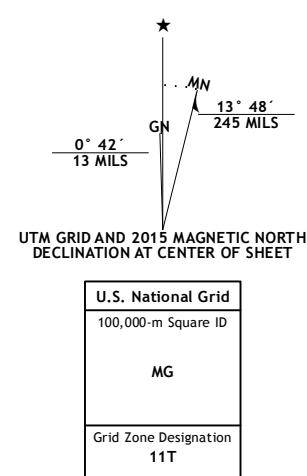 ★
MN
GN
13° 48´
245 MILS
0° 42´
13 MILS
UTM GRID AND 2015 MAGNETIC NORTH
DECLINATION AT CENTER OF SHEET
U.S. National Grid
100,000-m Square ID
MG
Grid Zone Designation
11T